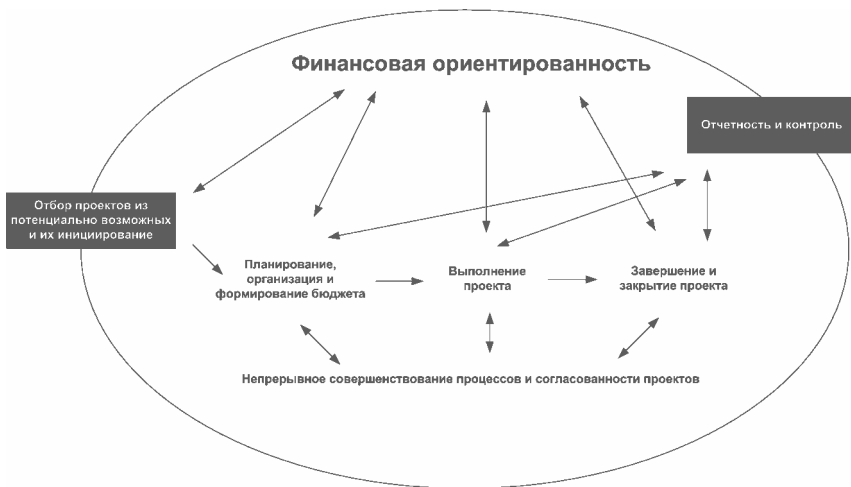 Финансовая ориентированность
Отчетность и контроль
Отбор проектов из
потенциально возможных
и их инициирование
Планирование,
организация и
формирование бюджета
Выполнение
проекта
Завершение и
закрытие проекта
Непрерывное совершенствование процессов и согласованности проектов